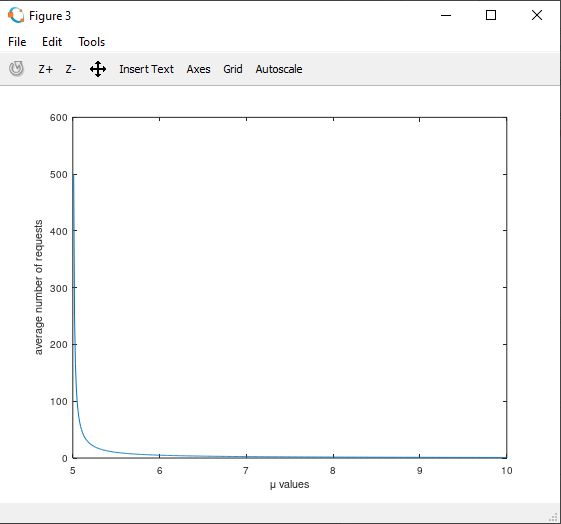 Figure 3
File Edit Tools
Z+ Z- Insert Text Axes Grid Autoscale
600
500
400
300
200
100
0
average number of requests
5 6 7 8 9 10
μ values